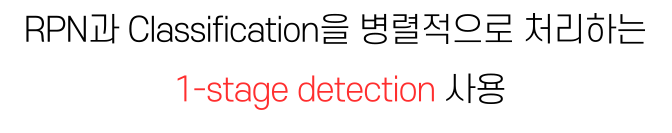 RPN과 Classification을 병렬적으로 처리하는
1-stage detection 사용